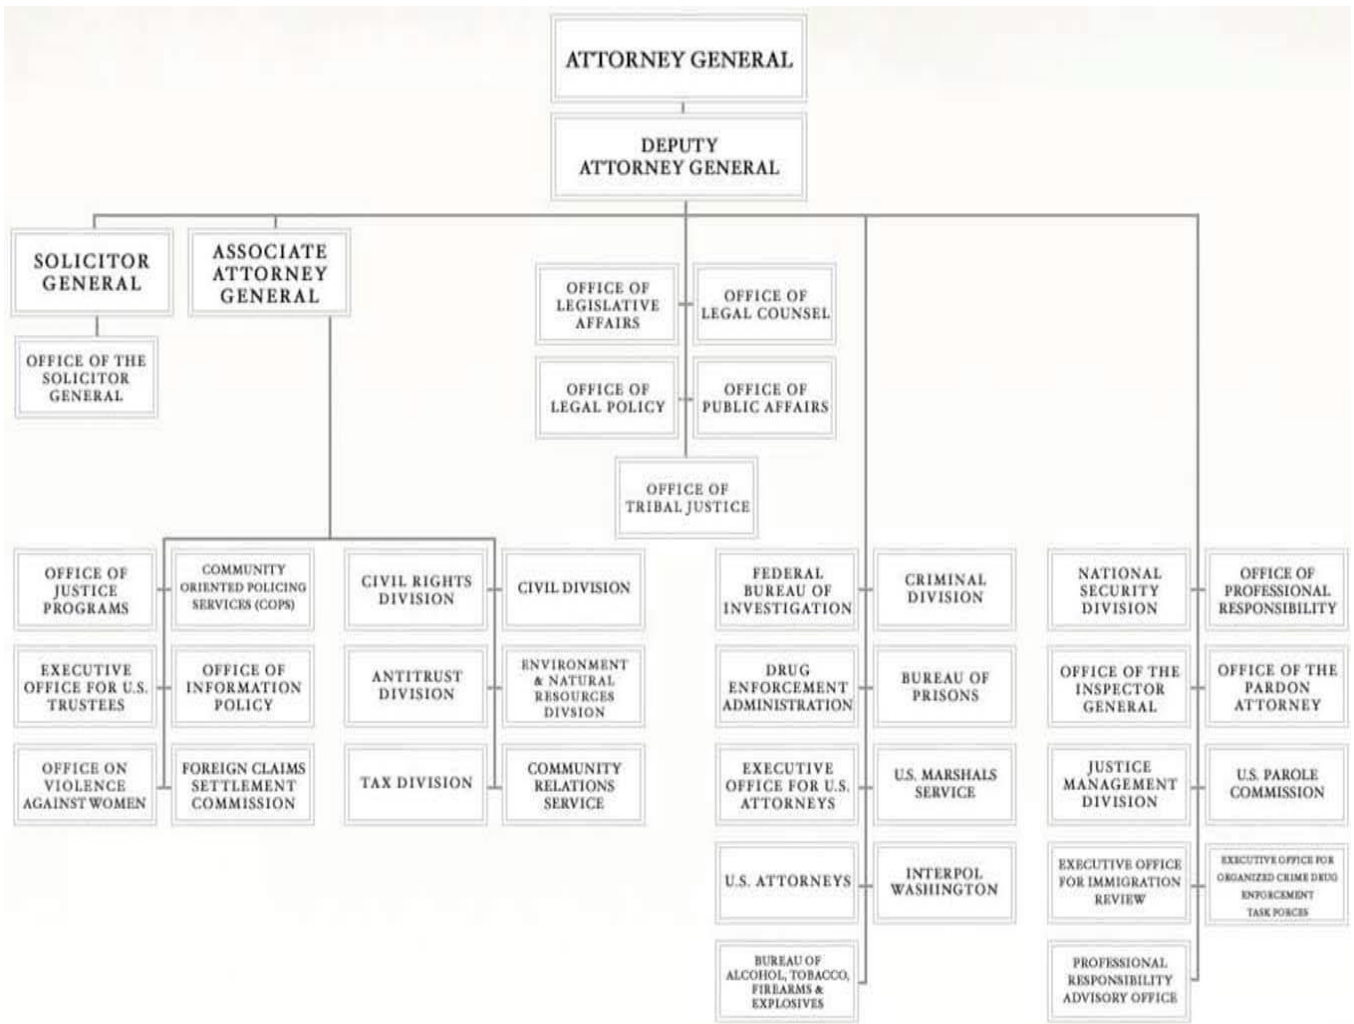 ATTORNEY GENERAL
DEPUTY
ATTORNEY GENERAL
SOLICITOR
GENERAL
ASSOCIATE
ATTORNEY
GENERAL
OFFICE OF THE
SOLICITOR
GENERAL
OFFICE OF
LEGISLATIVE
AFFAIRS
OFFICE OF
LEGAL COUNSEL
OFFICE OF
LEGAL POLICY
OFFICE OF
PUBLIC AFFAIRS
OFFICE OF
TRIBAL JUSTICE
OFFICE OF
JUSTICE
PROGRAMS
COMMUNITY
ORIENTED POLICING
SERVICES (COPS)
EXECUTIVE
OFFICE FOR U.S.
TRUSTEES
OFFICE OF
INFORMATION
POLICY
OFFICE ON
VIOLENCE
AGAINST WOMEN
FOREIGN CLAIMS
SETTLEMENT
COMMISSION
CIVIL RIGHTS
DIVISION
CIVIL DIVISION
ANTITRUST
DIVISION
ENVIRONMENT
& NATURAL
RESOURCES
DIVSION
TAX DIVISION
COMMUNITY
RELATIONS
SERVICE
FEDERAL
BUREAU OF
INVESTIGATION
CRIMINAL
DIVISION
DRUG
ENFORCEMENT
ADMINISTRATION
BUREAU OF
PRISONS
EXECUTIVE
OFFICE FOR U.S.
ATTORNEYS
U.S. MARSHALS
SERVICE
U.S. ATTORNEYS
INTERPOL
WASHINGTON
BUREAU OF
ALCOHOL, TOBACCO,
FIREARMS &
EXPLOSIVES
NATIONAL
SECURITY
DIVISION
OFFICE OF
PROFESSIONAL
RESPONSIBILITY
OFFICE OF THE
INSPECTOR
GENERAL
OFFICE OF THE
PARDON
ATTORNEY
JUSTICE
MANAGEMENT
DIVISION
U.S. PAROLE
COMMISSION
EXECUTIVE OFFICE
FOR IMMIGRATION
REVIEW
EXECUTIVE OFFICE FOR
ORGANIZED CRIME DRUG
ENFORCEMENT
TASK FORCES
PROFESSIONAL
RESPONSIBILITY
ADVISORY OFFICE